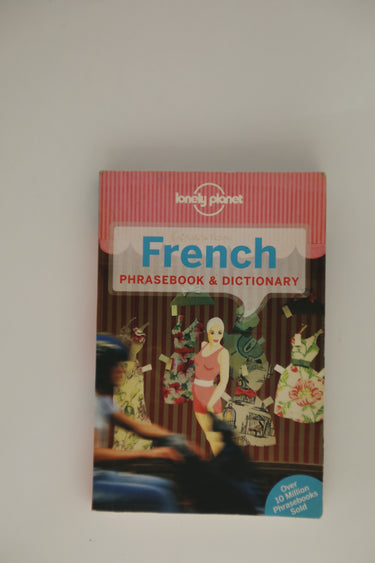 lonely planet
French
PHRASEBOOK & DICTIONARY
Over
10 Million
Phrasebooks
Sold